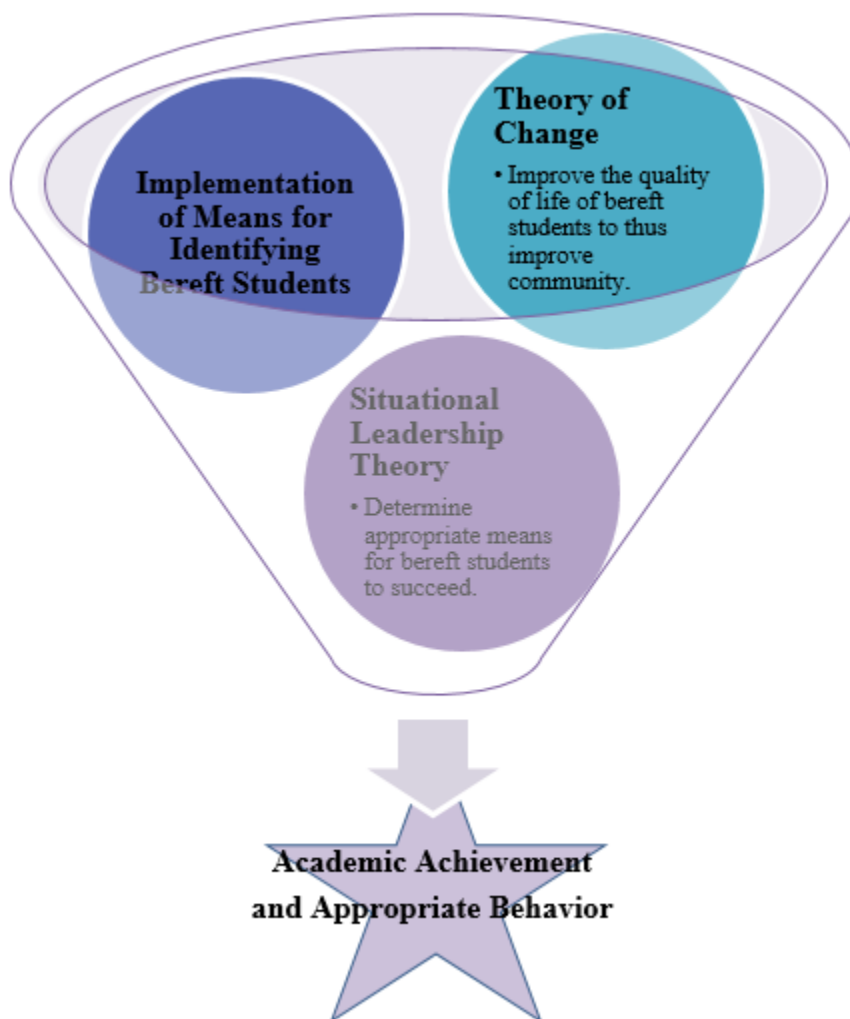 Implementation
of Means for
Identifying
Bereft Students
Theory of
Change
• Improve the quality
of life of bereft
students to thus
improve
community.
Situational
Leadership
Theory
• Determine
appropriate means
for bereft students
to succeed.
Academic Achievement
and Appropriate Behavior